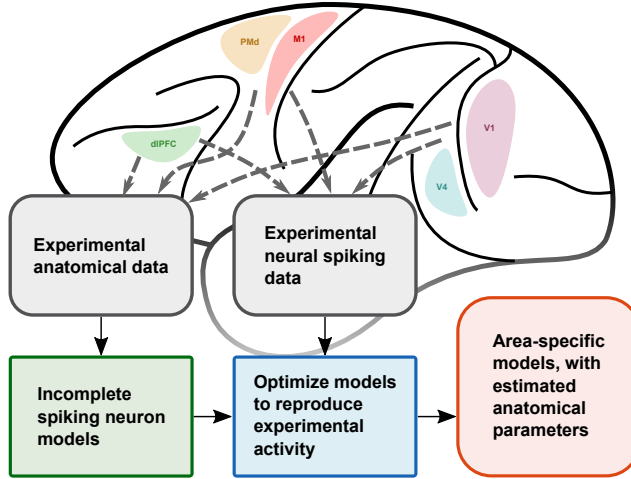 PMd
M1
dlPFC
V1
V4
Experimental
anatomical data
Experimental
neural spiking
data
Incomplete
spiking neuron
models
Optimize models
to reproduce
experimental
activity
Area-specific
models, with
estimated
anatomical
parameters